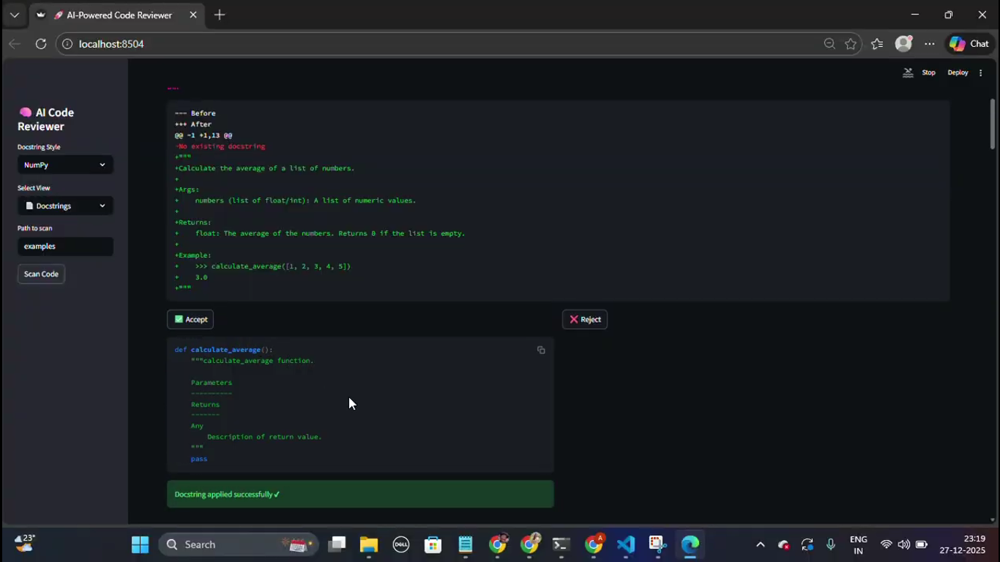 AI-Powered Code Reviewer
localhost:8504
Chat
Stop
Deploy
AI Code
Reviewer
Docstring Style
NumPy
Select View
Docstrings
Path to scan
examples
Scan Code
"""
--- Before
+++ After
@@ -1 +1,13 @@
-No existing docstring
+"""
+Calculate the average of a list of numbers.
+
+Args:
+    numbers (list of float/int): A list of numeric values.
+
+Returns:
+    float: The average of the numbers. Returns 0 if the list is empty.
+
+Example:
+    >>> calculate_average([1, 2, 3, 4, 5])
+    3.0
+"""
Accept
Reject
def calculate_average():
"""calculate_average function.
Parameters
----------
Returns
-------
Any
Description of return value.
"""
pass
Docstring applied successfully ✓
23°
Search
DELL
A
ENG
IN
23:19
27-12-2025